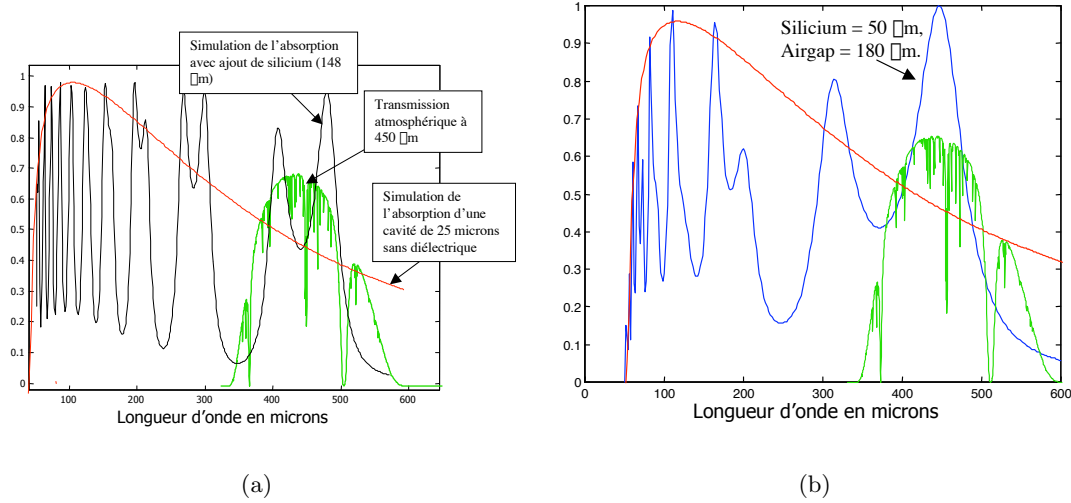 Simulation de l'absorption
avec ajout de silicium (148
□m)
Transmission
atmosphérique à
450 □m
Simulation de
l'absorption d'une
cavité de 25 microns
sans diélectrique
1
0.9
0.8
0.7
0.6
0.5
0.4
0.3
0.2
0.1
0
100
200
300
400
500
600
Longueur d'onde en microns
(a)
Silicium = 50 □m,
Airgap = 180 □m.
1
0.9
0.8
0.7
0.6
0.5
0.4
0.3
0.2
0.1
0
0
100
200
300
400
500
600
Longueur d'onde en microns
(b)